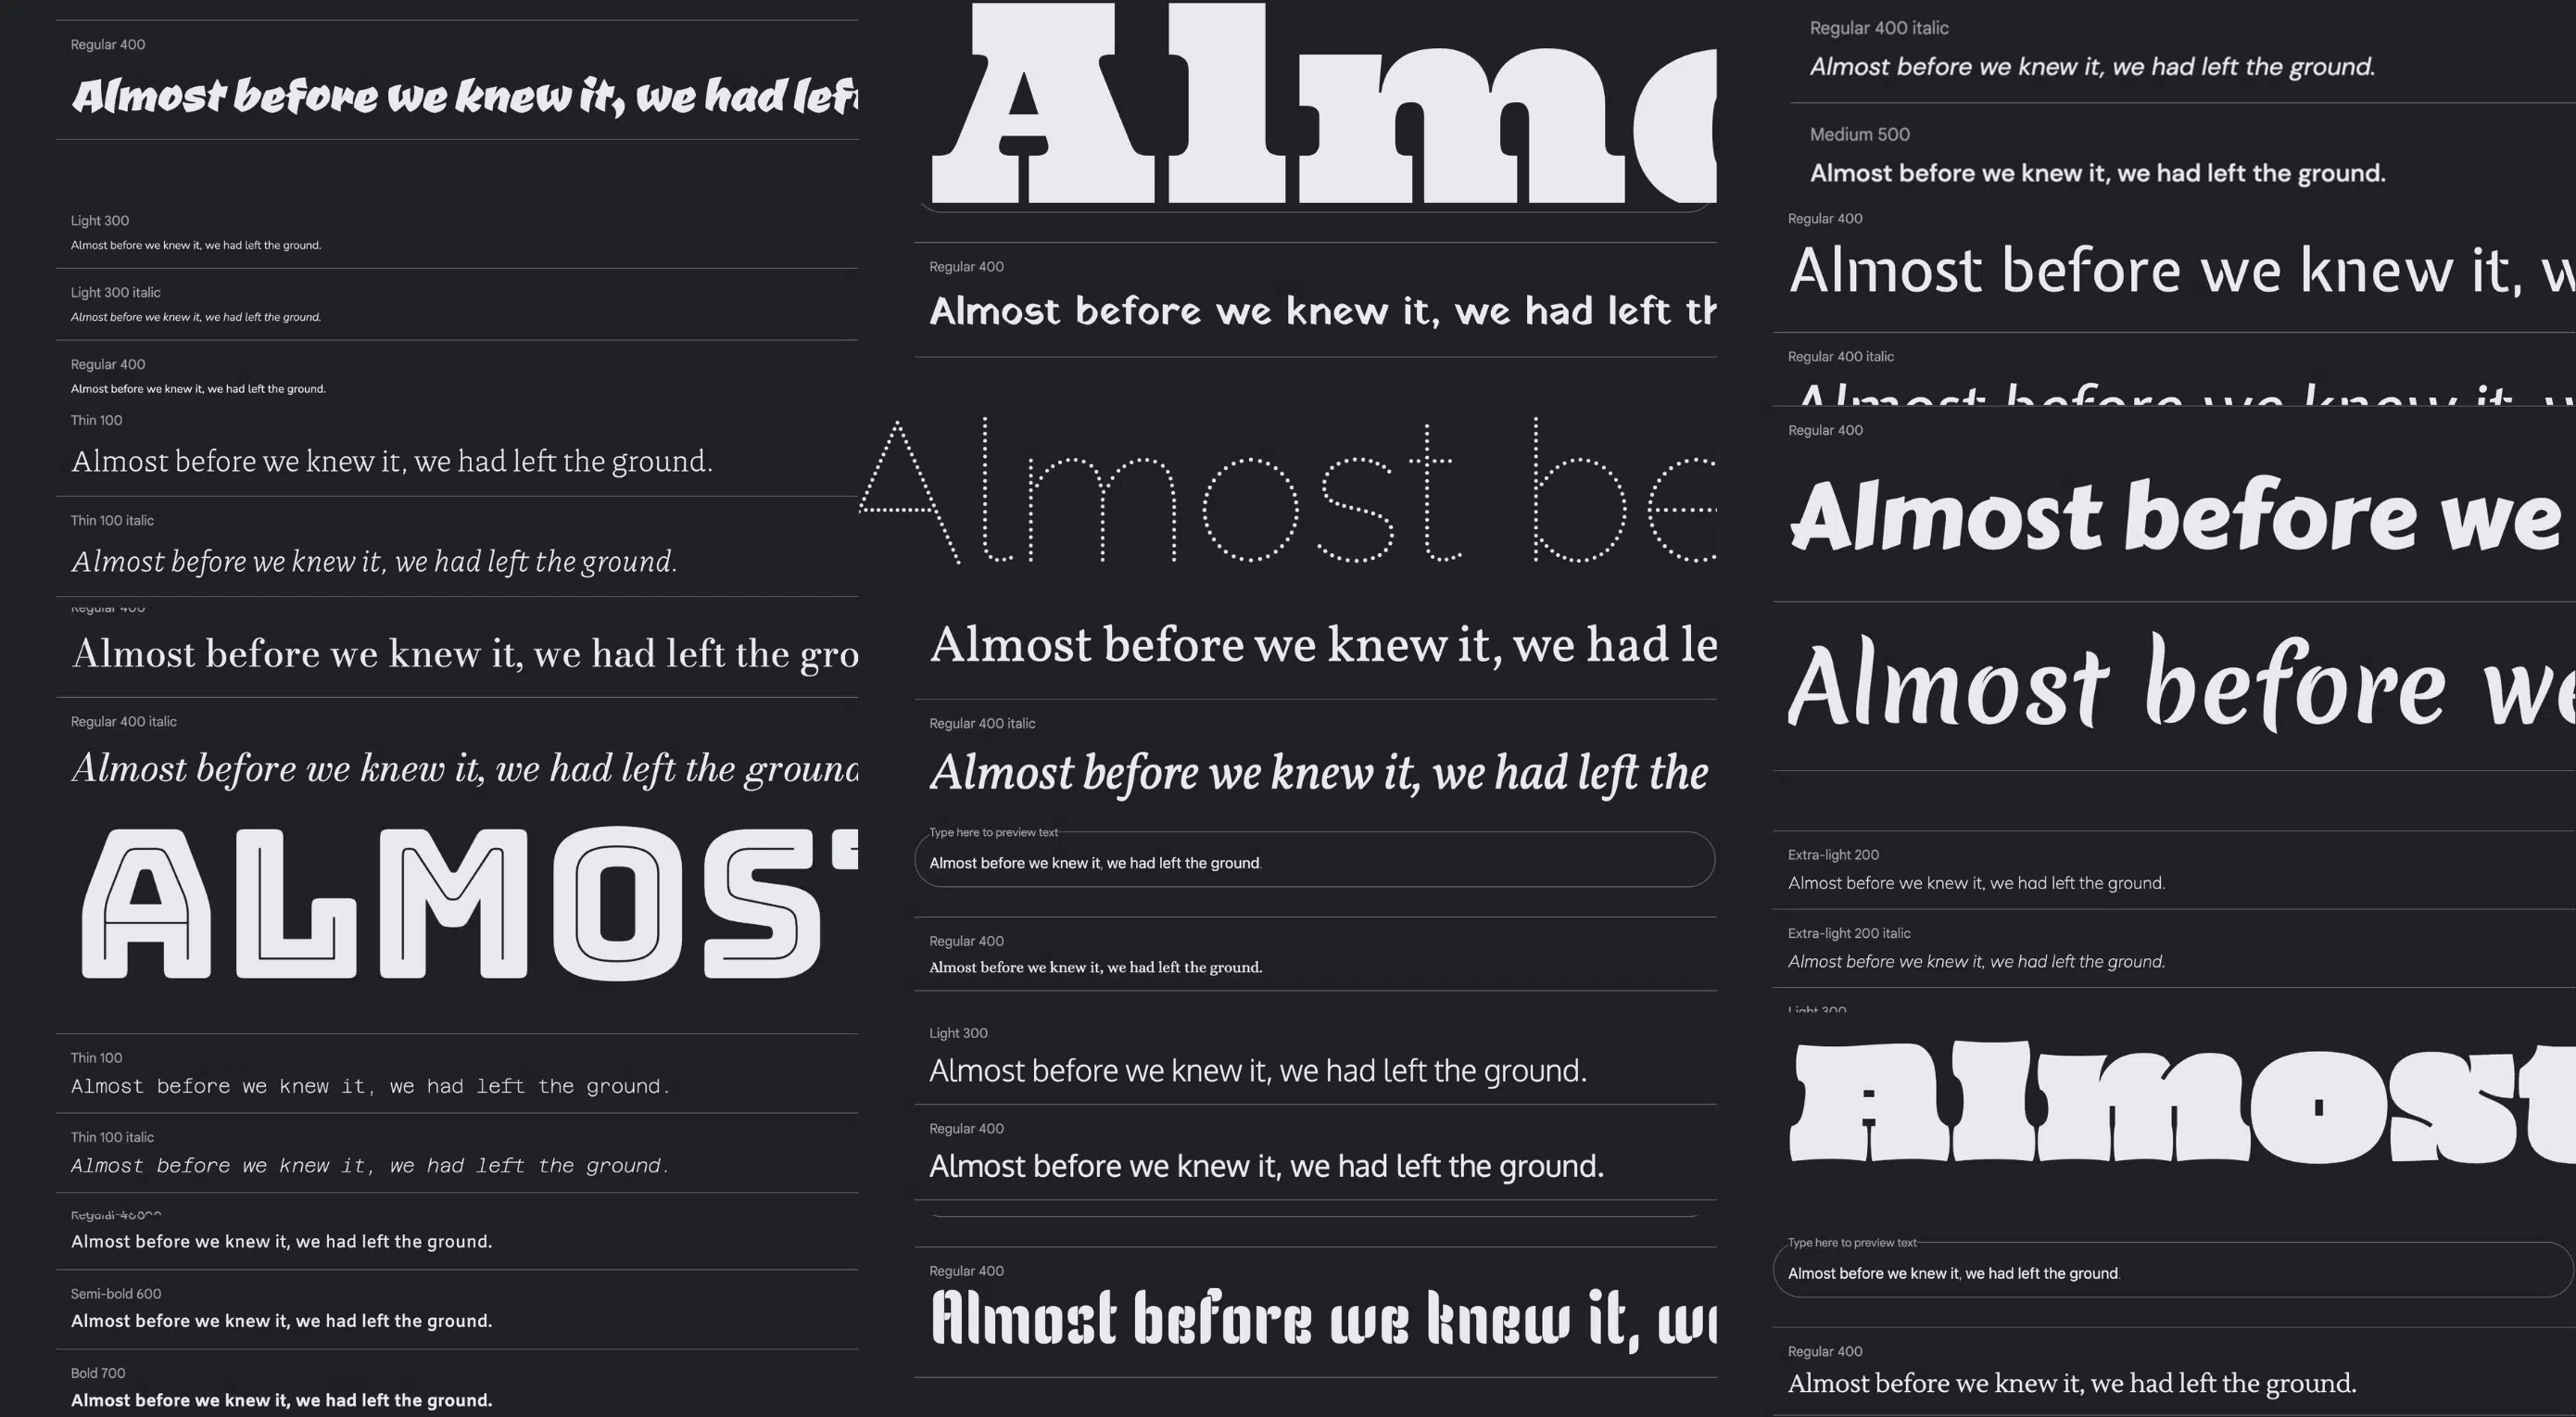 Regular 400
Almost before we knew it, we had left
Light 300
Almost before we knew it, we had left the ground.
Light 300 italic
Almost before we knew it, we had left the ground.
Regular 400
Almost before we knew it, we had left the ground.
Thin 100
Almost before we knew it, we had left the ground.
Thin 100 italic
Almost before we knew it, we had left the ground.
Regular 400
Almost before we knew it, we had left the gro
Regular 400 italic
Almost before we knew it, we had left the ground
ALMOST
Thin 100
Almost before we knew it, we had left the ground.
Thin 100 italic
Almost before we knew it, we had left the ground.
Almost before we knew it, we had left the ground.
Semi-bold 600
Almost before we knew it, we had left the ground.
Bold 700
Almost before we knew it, we had left the ground.
Almo
Regular 400
Almost before we knew it, we had left th
Almost be
Almost before we knew it, we had le
Regular 400 italic
Almost before we knew it, we had left the
Type here to preview text
Almost before we knew it, we had left the ground.
Regular 400
Almost before we knew it, we had left the ground.
Light 300
Almost before we knew it, we had left the ground.
Regular 400
Almost before we knew it, we had left the ground.
Regular 400
Almost before we knew it, we
Regular 400 italic
Almost before we knew it, we had left the ground.
Medium 500
Almost before we knew it, we had left the ground.
Regular 400
Almost before we knew it, w
Regular 400 italic
Almost before we knew it, w
Regular 400
Almost before we
Almost before we
Extra-light 200
Almost before we knew it, we had left the ground.
Extra-light 200 italic
Almost before we knew it, we had left the ground.
Light 300
Almost
Type here to preview text
Almost before we knew it, we had left the ground.
Regular 400
Almost before we knew it, we had left the ground.